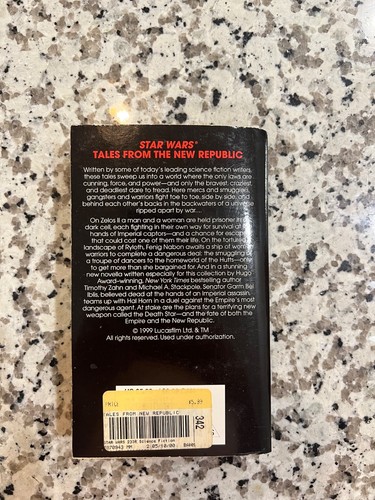 STAR WARS
TALES FROM THE NEW REPUBLIC
Written by some of today's leading science fiction writers,
these tales sweep us into a world where the only laws are
cunning, force, and power—and only the bravest, craziest
and deadliest dare to tread. Here mercs and smugglers,
gangsters and warriors fight toe to toe, side by side, and
behind each other's backs in the backwaters of a universe
ripped apart by war...
On Zelos II a man and a woman are held prisoner in a
dark cell, each fighting in their own way for survival at the
hands of Imperial captors—and a chance for escape
that could cost one of them their life. On the tortured
landscape of Ryloth, Fenig Nabon awaits a ship of
warriors to complete a dangerous deal: the smuggling of
a troupe of dancers to the homeworld of the Hutts—only
to get more than the bargained for. And in a stunning
new novella written especially for this collection by Hugo
Award-winning, New York Times bestselling author
Timothy Zahn and Michael A. Stackpole, Senator Garm Bel
Iblis, believed dead at the hands of an Imperial assassin,
teams up with Hal Horn in a duel against the Empire's most
dangerous agent. At stake are the plans for a terrifying new
weapon called the Death Star—and the fate of both the
Empire and the New Republic.
© 1999 Lucasfilm Ltd. & TM
All rights reserved. Used under authorization.
$5.39
TALES FROM NEW REPUBLIC
342
STAR WARS 2338 Science Fiction
2/05/10/00